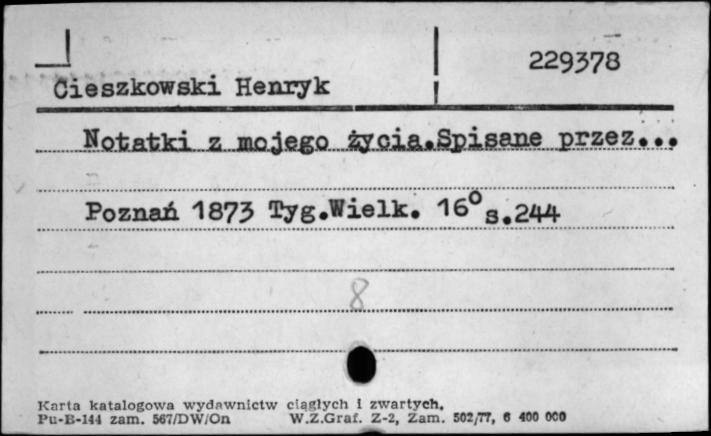 229378
Cieszkowski Henryk
Notatki z mojego życia.Spisane przez...
Poznań 1873 Tyg.Wielk. 16° s.244
8
Karta katalogowa wydawnictw ciągłych i zwartych.
Pu-B-144 zam. 567/DW/On W.Z.Graf. Z-2, Zam. 502/77, 6 400 000